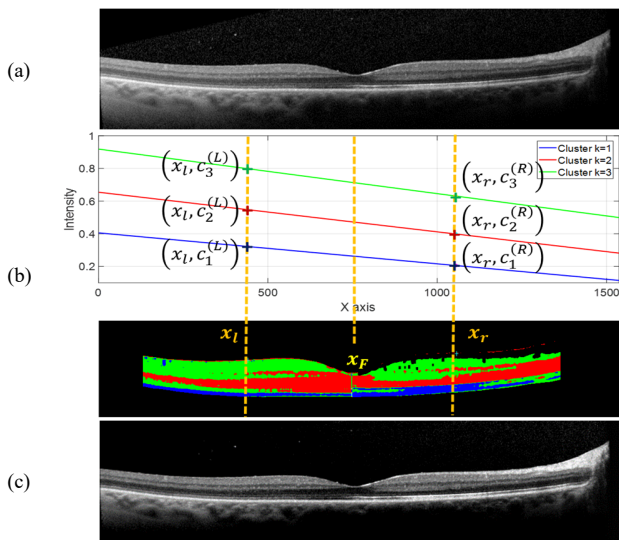 (a)
1
0.8
0.6
0.4
0.2
Intensity
(x_l, c_3^{(L)})
(x_l, c_2^{(L)})
(x_l, c_1^{(L)})
(x_r, c_3^{(R)})
(x_r, c_2^{(R)})
(x_r, c_1^{(R)})
Cluster k=1
Cluster k=2
Cluster k=3
0
500
1000
1500
X axis
(b)
x_l
x_F
x_r
(c)